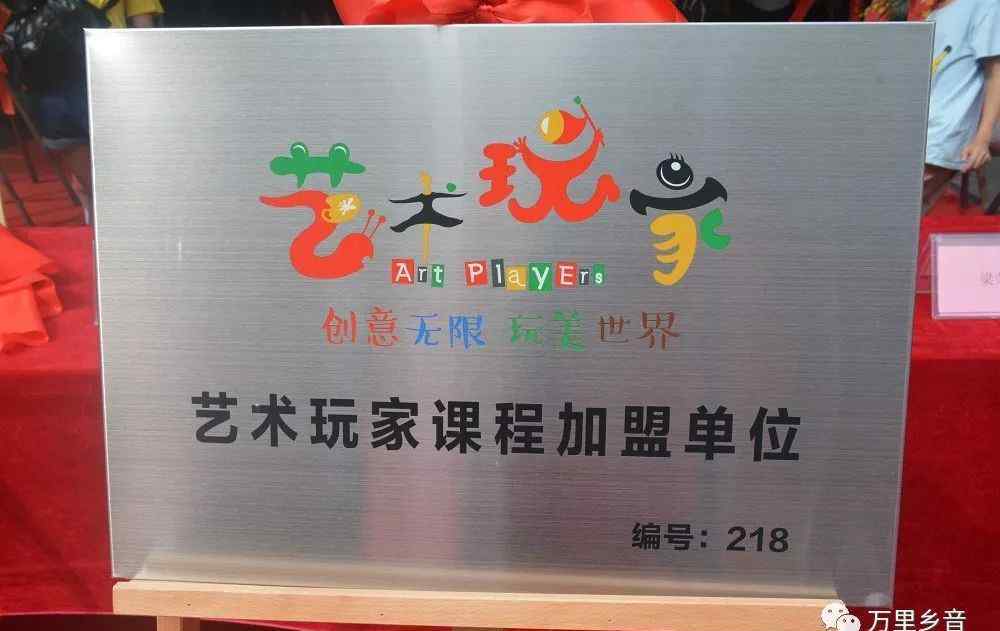 艺术玩家
Art PlayErs
创意无限 玩美世界
艺术玩家课程加盟单位
编号：218
梁
万里乡音